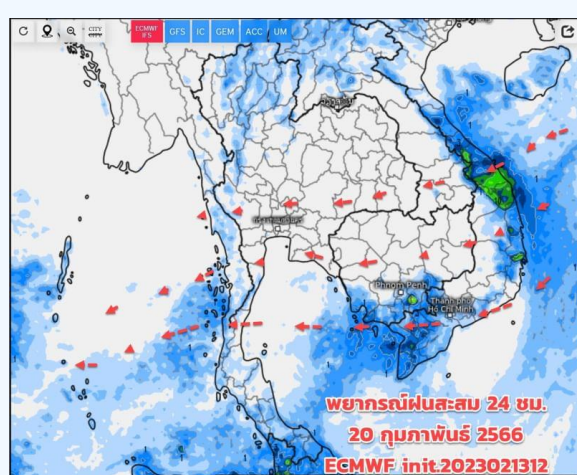 CITY
ECMWF IFS GFS IC GEM ACC UM
Phnom Penh
Thành phố
Hồ Chí Minh
พยากรณ์ฝนสะสม 24 ชม.
20 กุมภาพันธ์ 2566
ECMWF init.2023021312